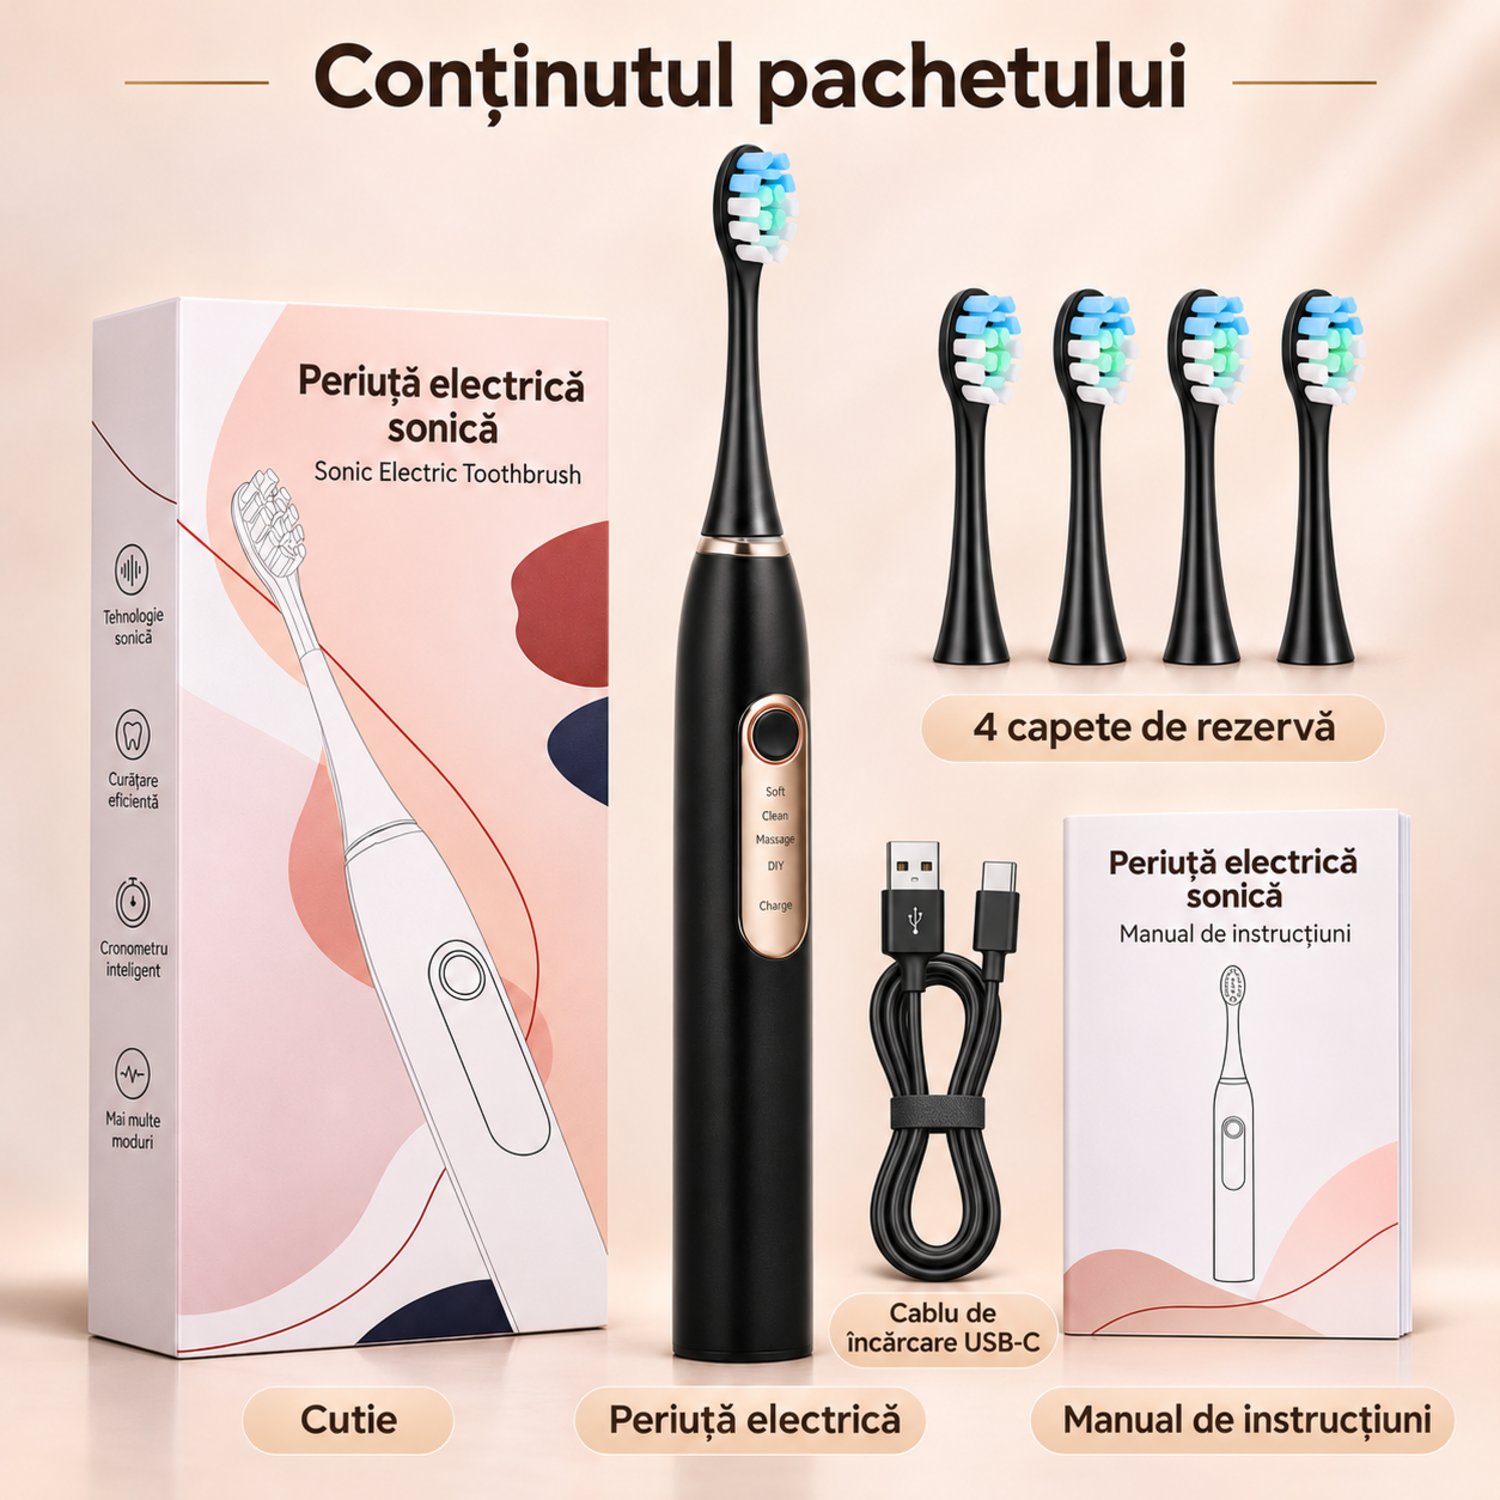 Conținutul pachetului
Periuță electrică
sonică
Sonic Electric Toothbrush
Tehnologie
sonică
Curățare
eficientă
Cronometru
inteligent
Mai multe
moduri
Soft
Clean
Massage
DIY
Charge
4 capete de rezervă
Periuță electrică
sonică
Manual de instrucțiuni
Cablu de
încărcare USB-C
Cutie
Periuță electrică
Manual de instrucțiuni